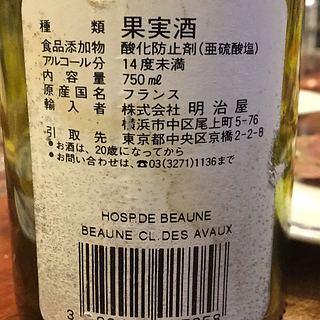 種類 果実酒
食品添加物 酸化防止剤(亜硫酸塩)
アルコール分 14度未満
内容量 750ml
原産国名 フランス
輸入者 株式会社 明治屋
横浜市中区尾上町5-76
引取先 東京都中央区京橋2-2-8
●お酒は、20歳になってから
●お問い合わせは、☎03(3271)1136まで
HOSP.DE BEAUNE
BEAUNE CL.DES AVAUX